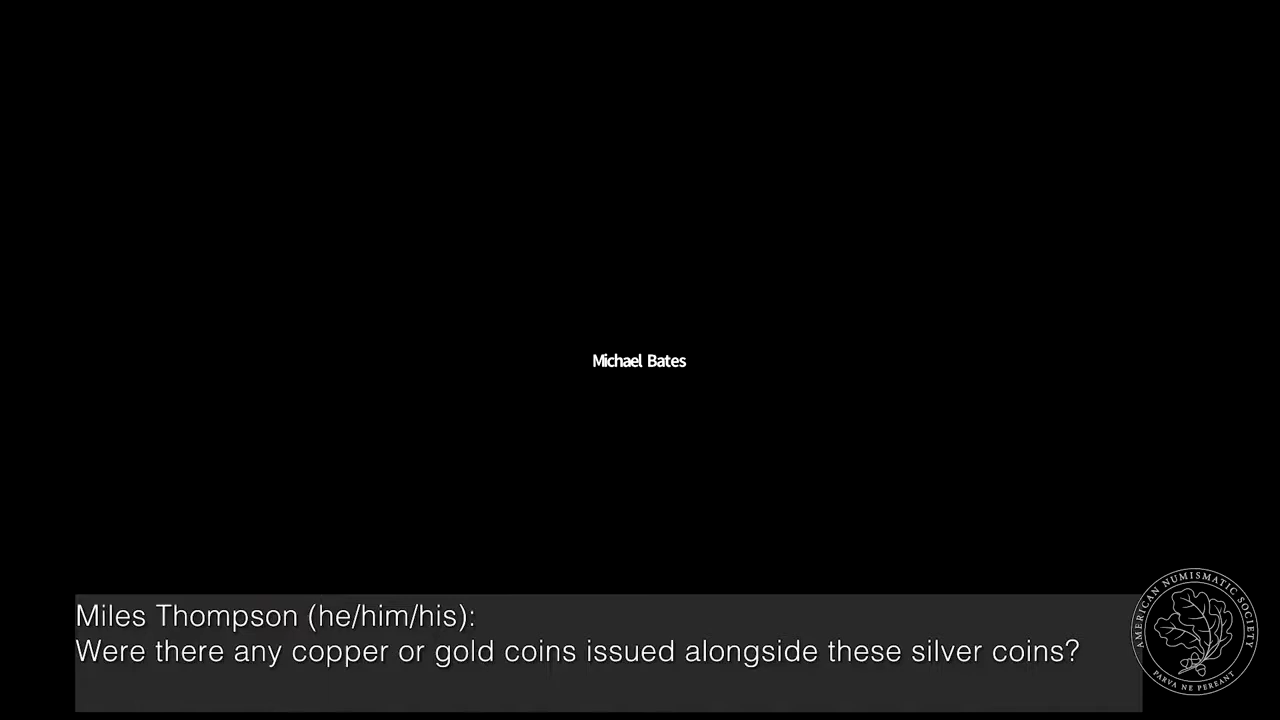 Michael Bates
Miles Thompson (he/him/his):
Were there any copper or gold coins issued alongside these silver coins?
AMERICAN NUMISMATIC SOCIETY
PARVA NE PEREANT